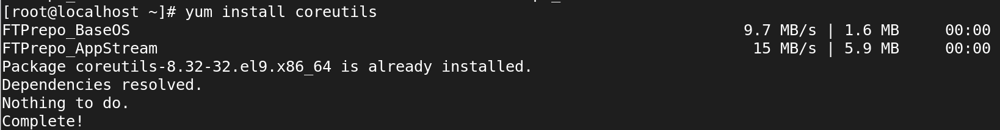 [root@localhost ~]# yum install coreutils
FTPrepo_BaseOS 9.7 MB/s | 1.6 MB 00:00
FTPrepo_AppStream 15 MB/s | 5.9 MB 00:00
Package coreutils-8.32-32.el9.x86_64 is already installed.
Dependencies resolved.
Nothing to do.
Complete!